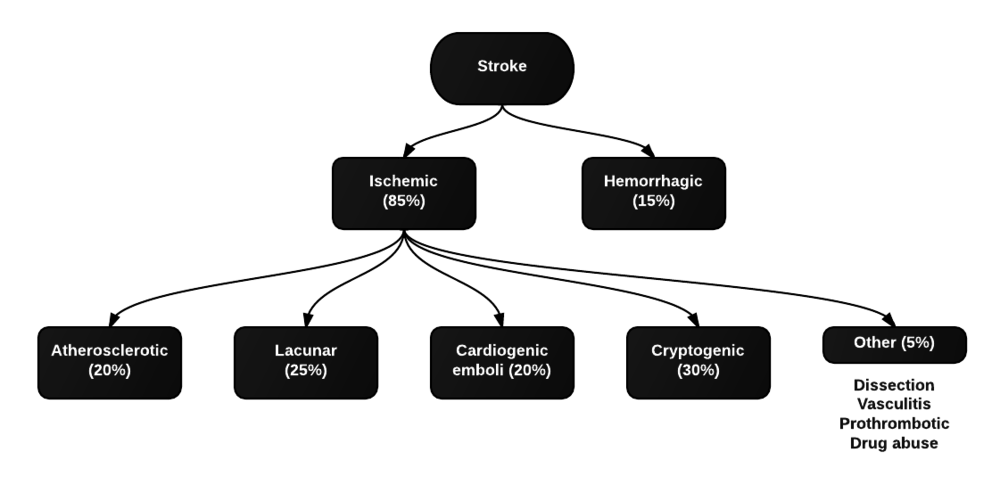 Stroke
Ischemic
(85%)
Hemorrhagic
(15%)
Atherosclerotic
(20%)
Lacunar
(25%)
Cardiogenic
emboli (20%)
Cryptogenic
(30%)
Other (5%)
Dissection
Vasculitis
Prothrombotic
Drug abuse